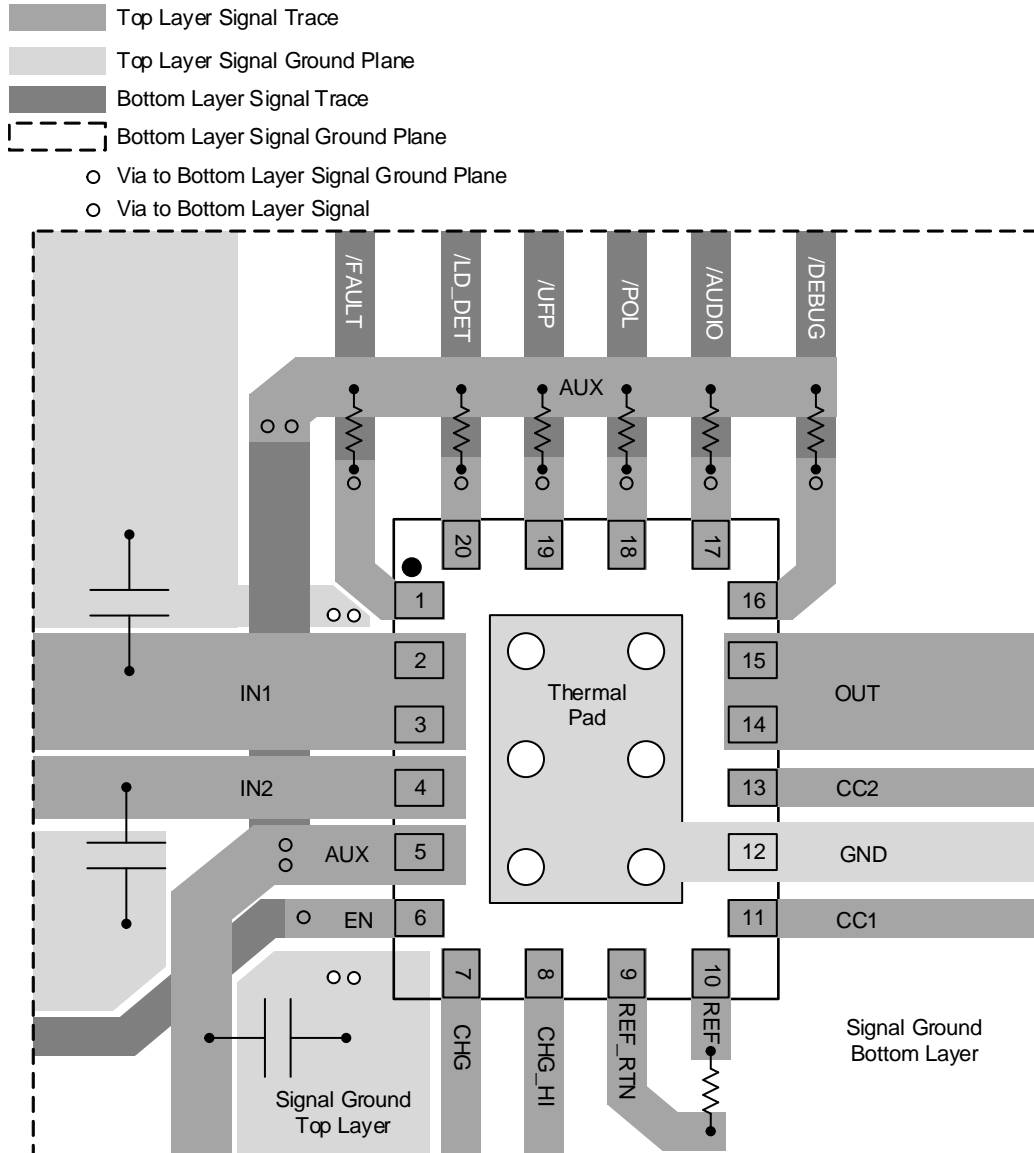 Top Layer Signal Trace
Top Layer Signal Ground Plane
Bottom Layer Signal Trace
Bottom Layer Signal Ground Plane
Via to Bottom Layer Signal Ground Plane
Via to Bottom Layer Signal
/FAULT
/LD_DET
/UFP
/POL
/AUDIO
/DEBUG
AUX
20
19
18
17
1
16
2
15
IN1
Thermal
Pad
OUT
3
14
IN2
4
13
CC2
AUX
5
12
GND
EN
6
11
CC1
7
8
9
10
CHG
CHG_HI
REF_RTN
REF
Signal Ground
Bottom Layer
Signal Ground
Top Layer